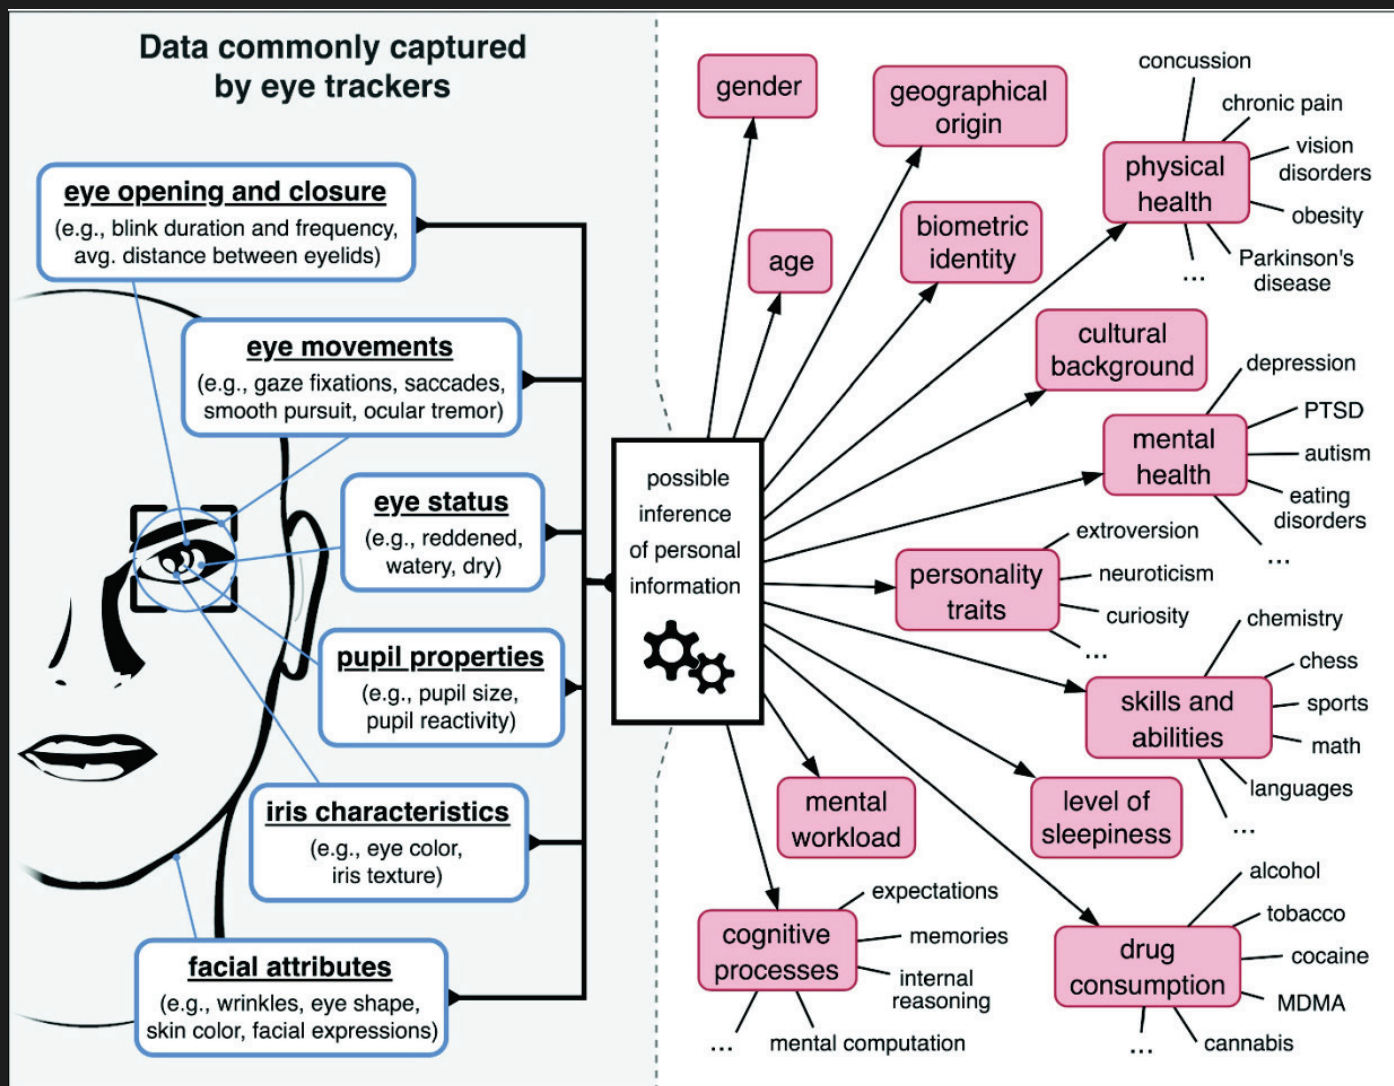 Data commonly captured
by eye trackers
eye opening and closure
(e.g., blink duration and frequency,
avg. distance between eyelids)
eye movements
(e.g., gaze fixations, saccades,
smooth pursuit, ocular tremor)
eye status
(e.g., reddened,
watery, dry)
pupil properties
(e.g., pupil size,
pupil reactivity)
iris characteristics
(e.g., eye color,
iris texture)
facial attributes
(e.g., wrinkles, eye shape,
skin color, facial expressions)
possible
inference
of personal
information
gender
geographical
origin
age
biometric
identity
physical
health
concussion
chronic pain
vision
disorders
obesity
Parkinson's
disease
...
cultural
background
mental
health
depression
PTSD
autism
eating
disorders
...
personality
traits
extroversion
neuroticism
curiosity
...
skills and
abilities
chemistry
chess
sports
math
languages
...
mental
workload
level of
sleepiness
cognitive
processes
expectations
memories
internal
reasoning
mental computation
...
drug
consumption
alcohol
tobacco
cocaine
MDMA
cannabis
...